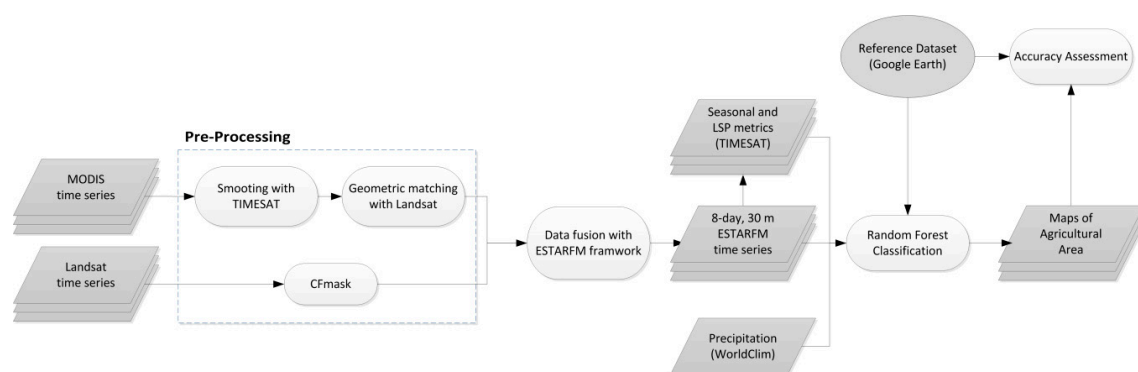 Pre-Processing
MODIS
time series
Smooting with
TIMESAT
Geometric matching
with Landsat
Landsat
time series
CFmask
Data fusion with
ESTARFM framwork
Seasonal and
LSP metrics
(TIMESAT)
8-day, 30 m
ESTARFM
time series
Precipitation
(WorldClim)
Reference Dataset
(Google Earth)
Random Forest
Classification
Accuracy Assessment
Maps of
Agricultural
Area